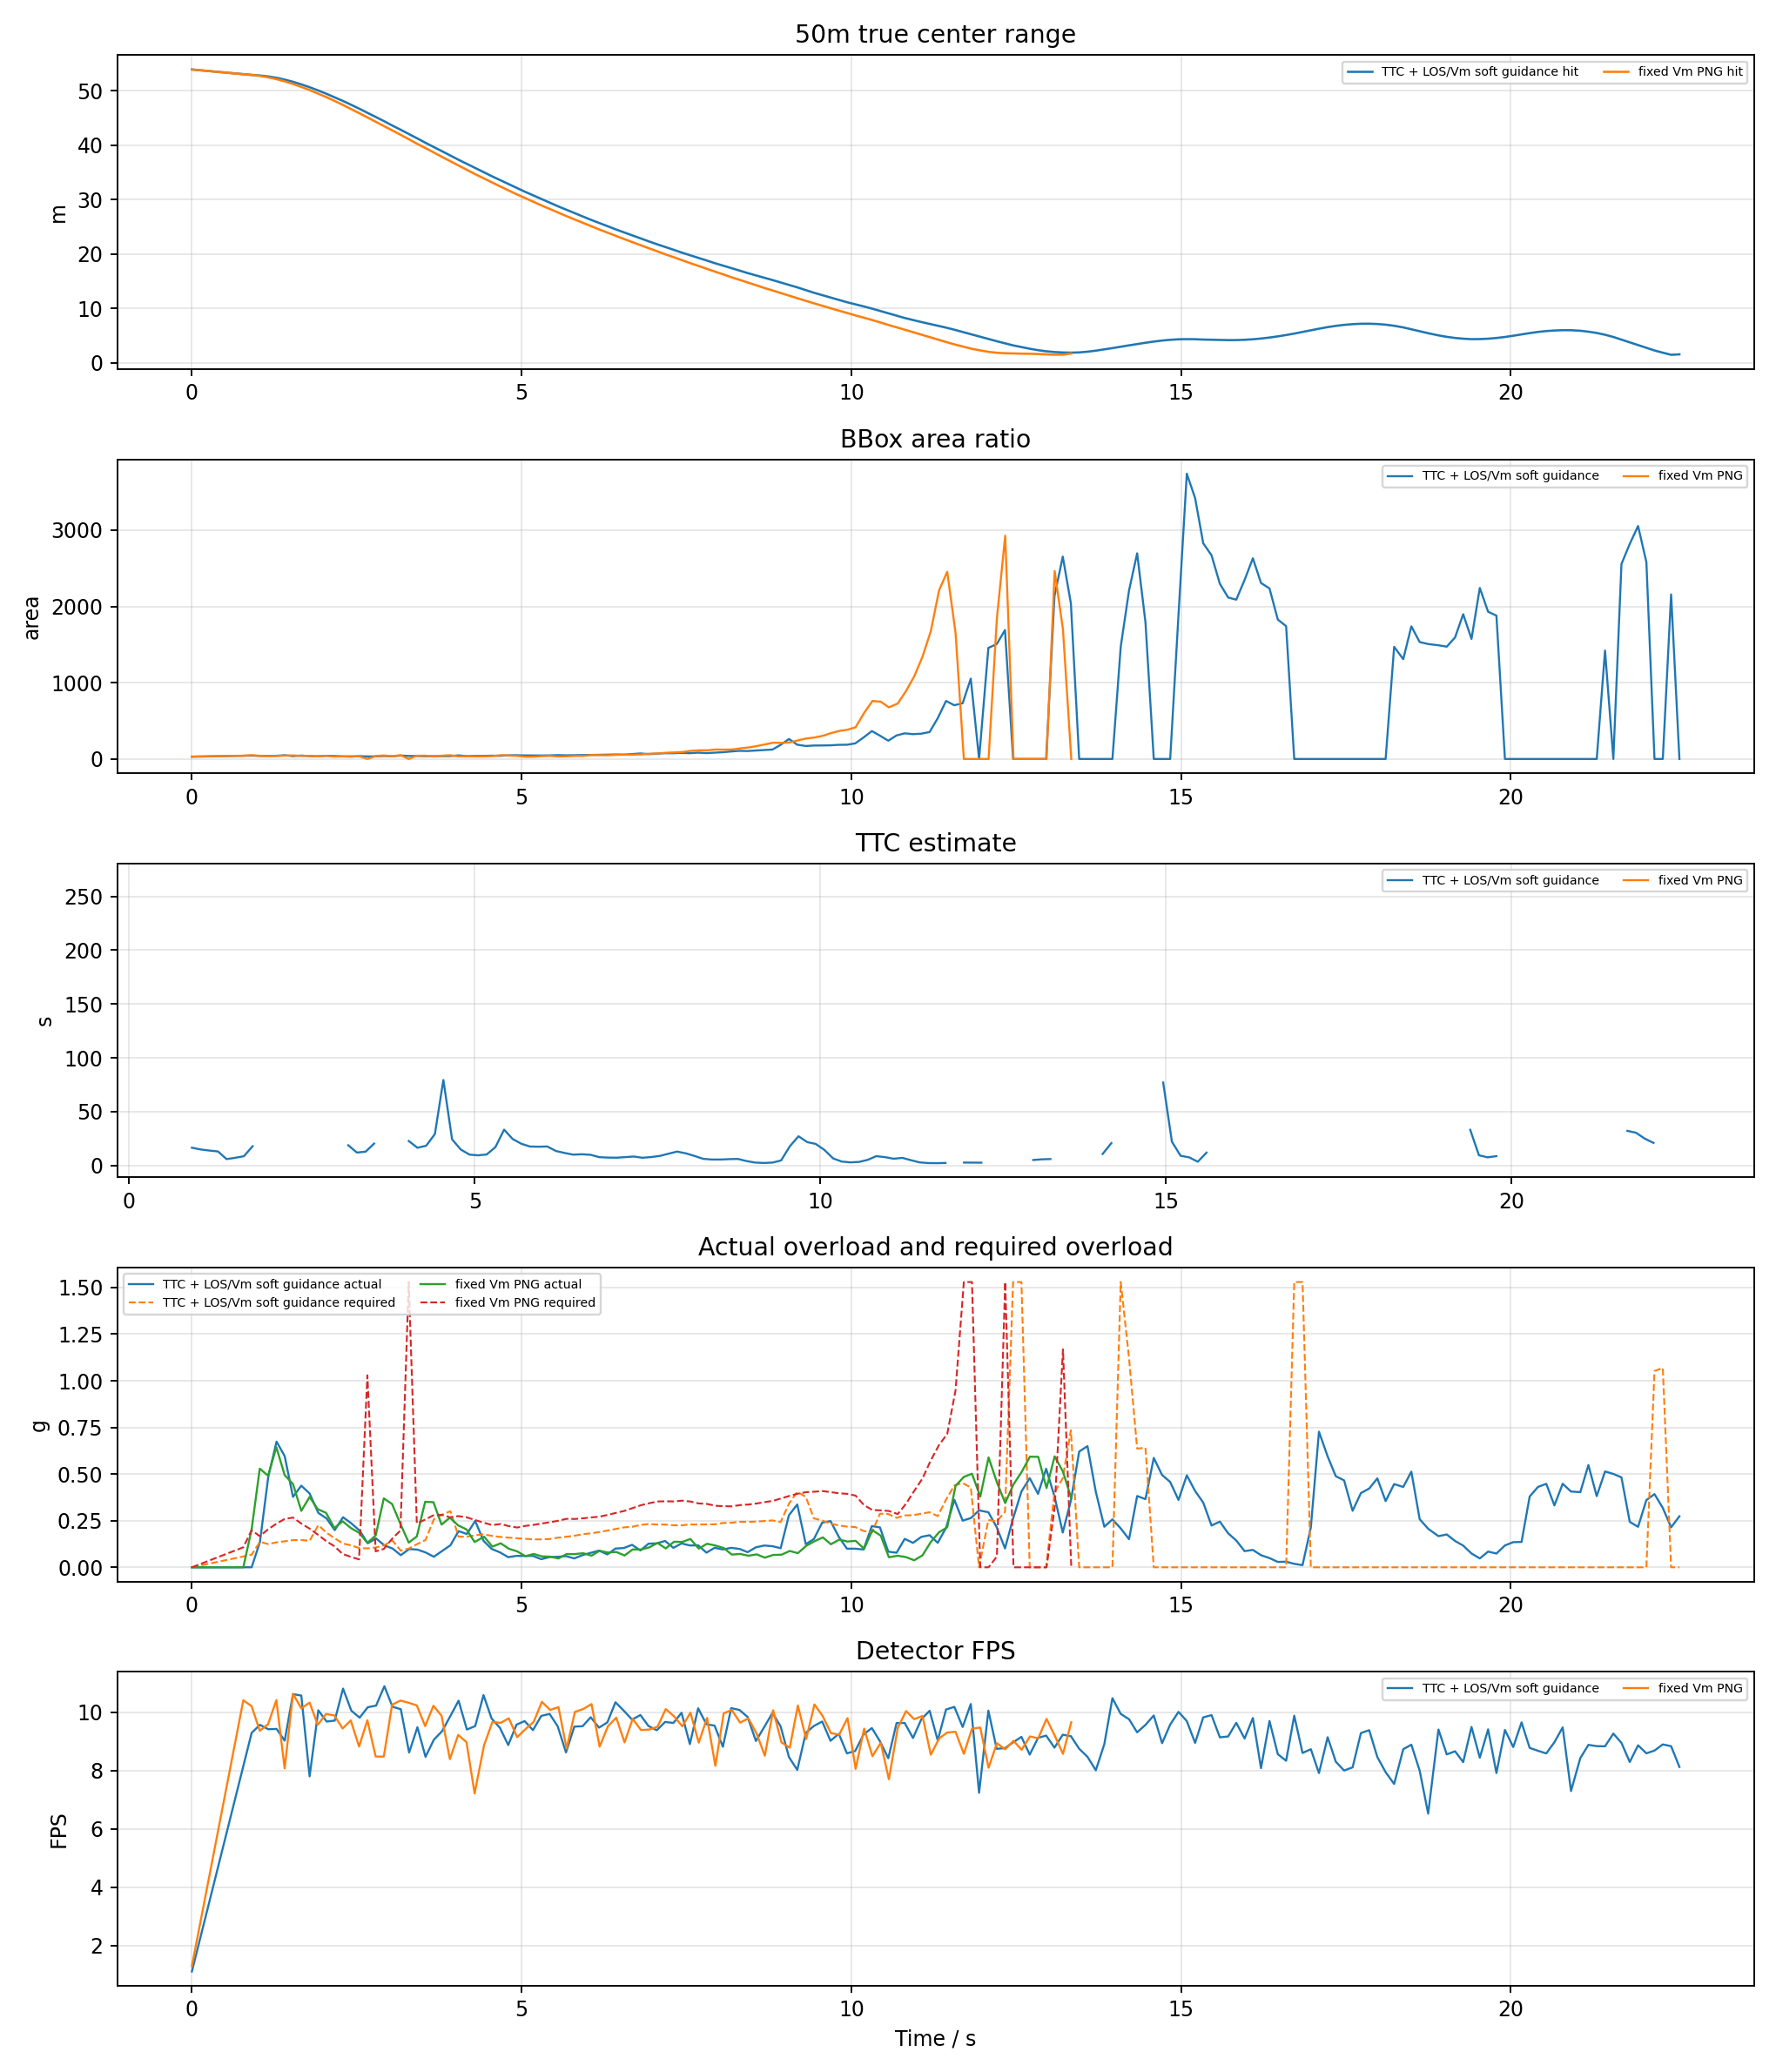 50m true center range
TTC + LOS/Vm soft guidance hit
fixed Vm PNG hit
m
50
40
30
20
10
0
0 5 10 15 20
BBox area ratio
TTC + LOS/Vm soft guidance
fixed Vm PNG
area
3000
2000
1000
0
0 5 10 15 20
TTC estimate
TTC + LOS/Vm soft guidance
fixed Vm PNG
s
250
200
150
100
50
0
0 5 10 15 20
Actual overload and required overload
TTC + LOS/Vm soft guidance actual
TTC + LOS/Vm soft guidance required
fixed Vm PNG actual
fixed Vm PNG required
g
1.50
1.25
1.00
0.75
0.50
0.25
0.00
0 5 10 15 20
Detector FPS
TTC + LOS/Vm soft guidance
fixed Vm PNG
FPS
10
8
6
4
2
0 5 10 15 20
Time / s